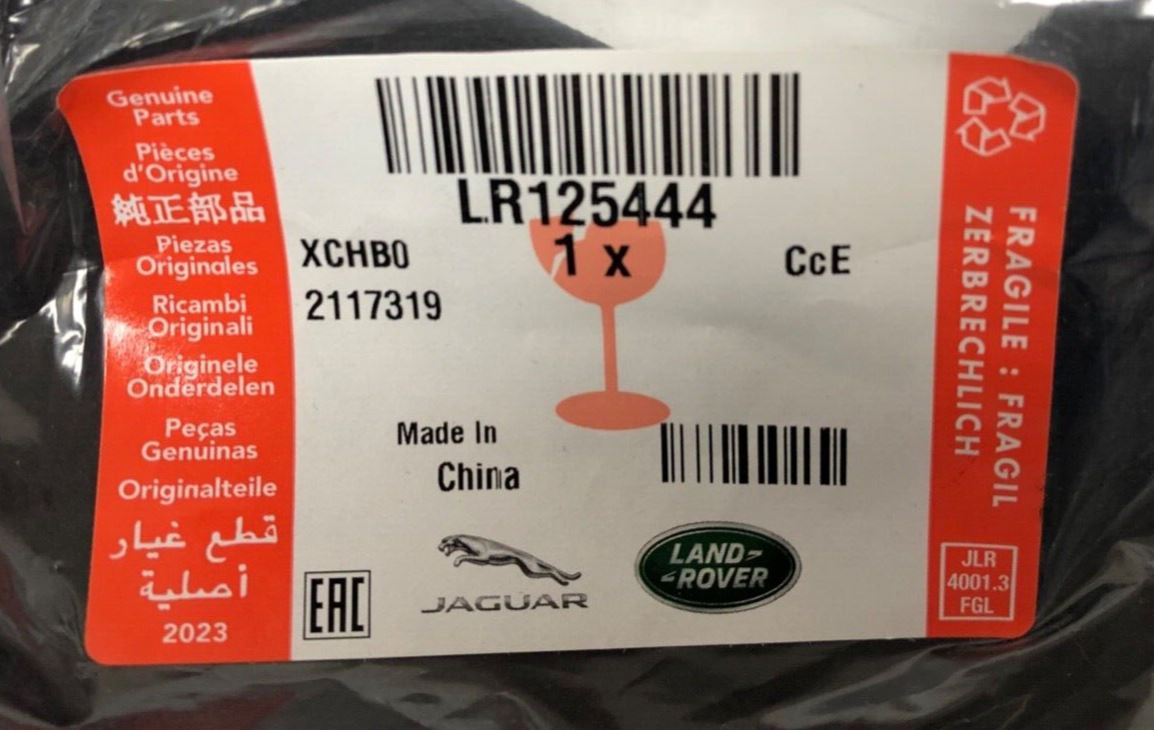 Genuine
Parts
Pièces
d'Origine
純正部品
Piezas
Originales
Ricambi
Originali
Originele
Onderdelen
Peças
Genuinas
Originalteile
قطع غيار
أصلية
2023
LR125444
XCHB0
1 x
CcE
2117319
Made In
China
EAC
JAGUAR
LAND-
-ROVER
FRAGILE : FRAGIL
ZERBRECHLICH
JLR
4001.3
FGL